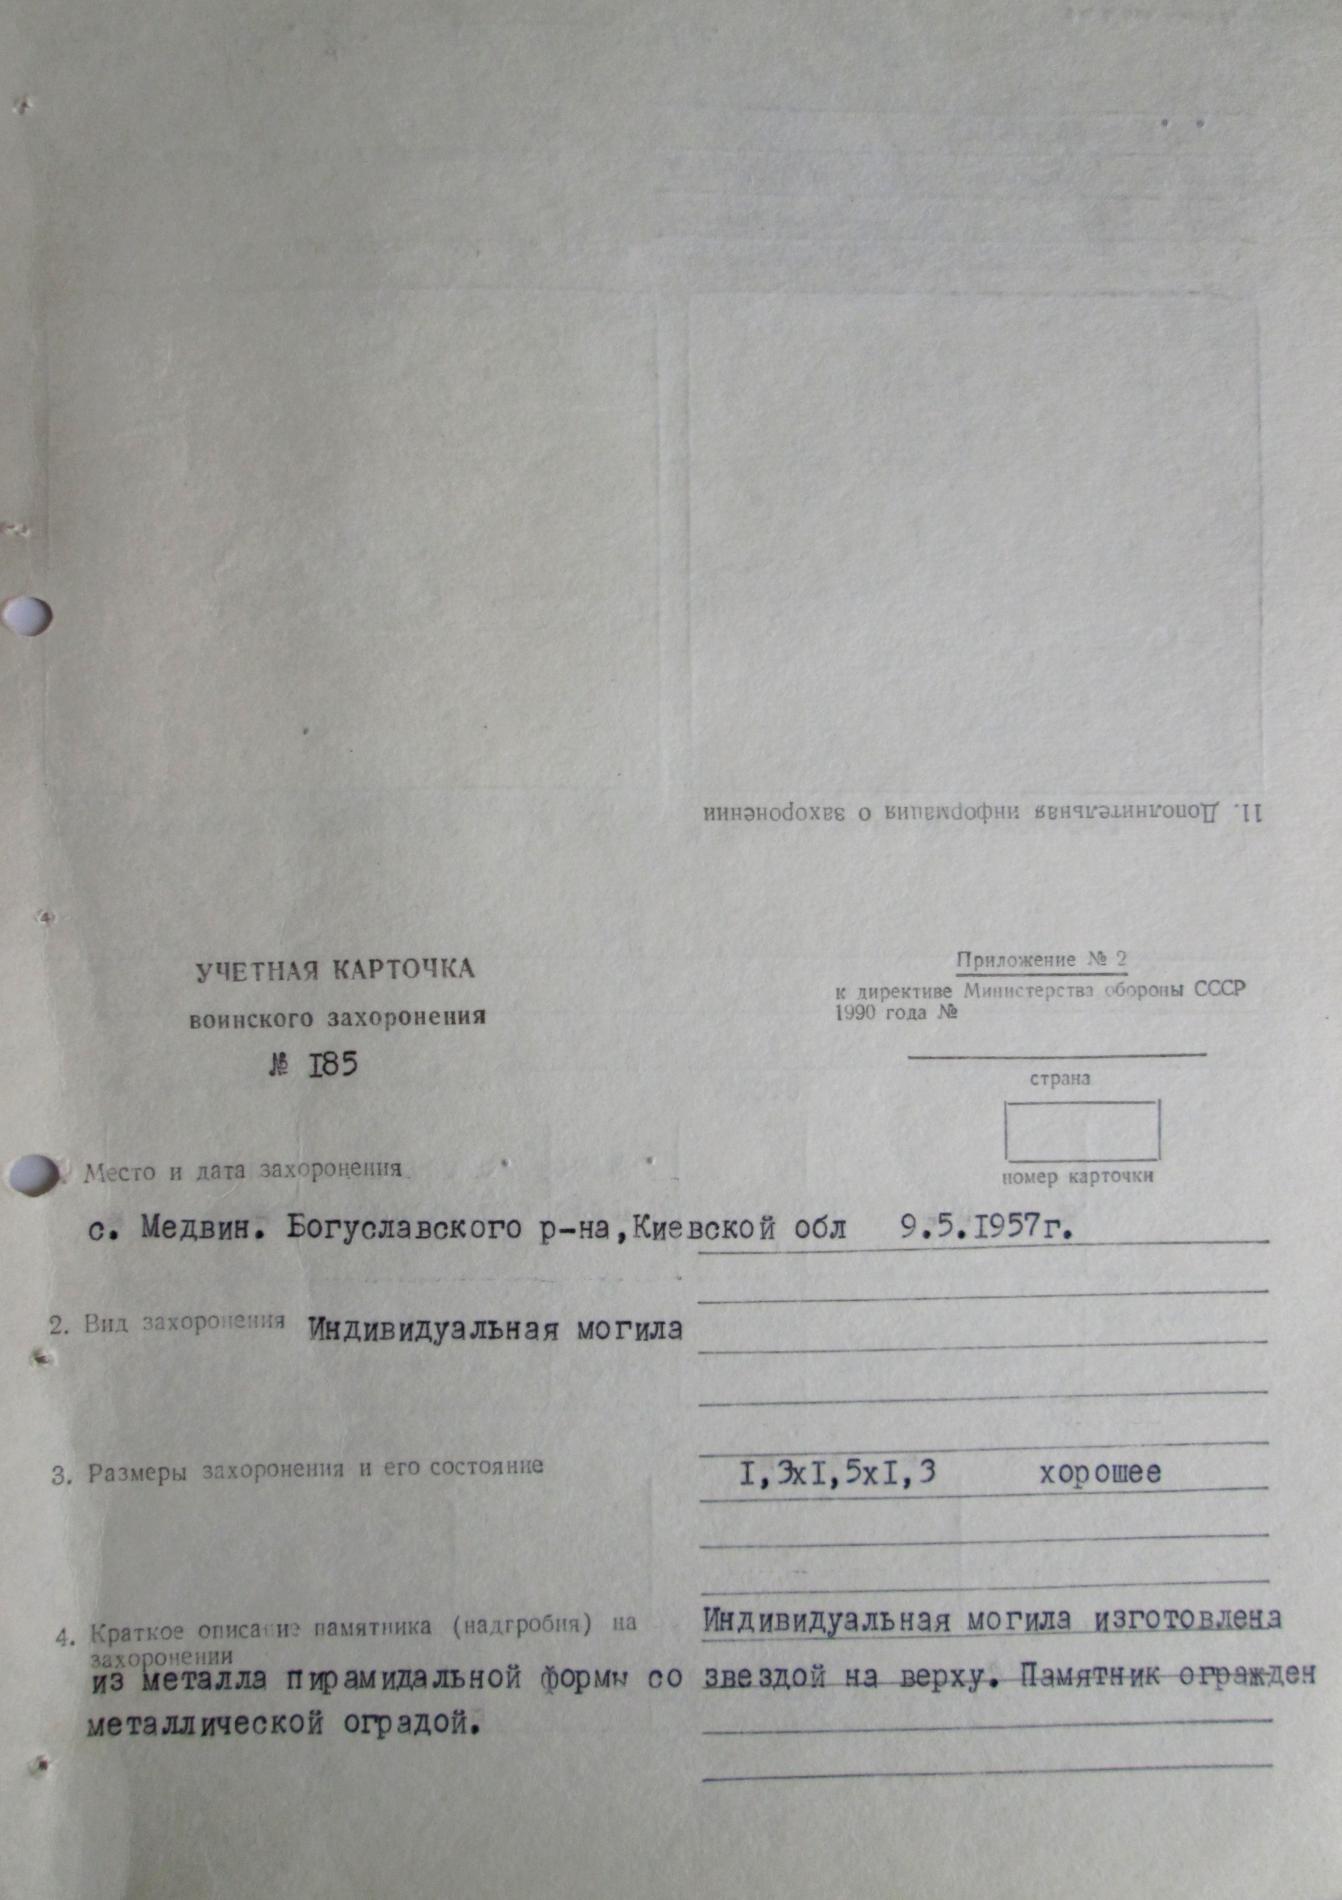 11. Дополнительная информация о захоронении
УЧЕТНАЯ КАРТОЧКА
воинского захоронения
№ I85
Приложение № 2
к директиве Министерства обороны СССР
1990 года №
страна
номер карточки
Место и дата захоронения
с. Медвин. Богуславского р-на,Киевской обл 9.5.I957г.
2. Вид захоронения Индивидуальная могила
3. Размеры захоронения и его состояние I,3хI,5хI,3 хорошее
4. Краткое описание памятника (надгробия) на Индивидуальная могила изготовлена
захоронении
из металла пирамидальной формы со звездой на верху. Памятник огражден
металлической оградой.